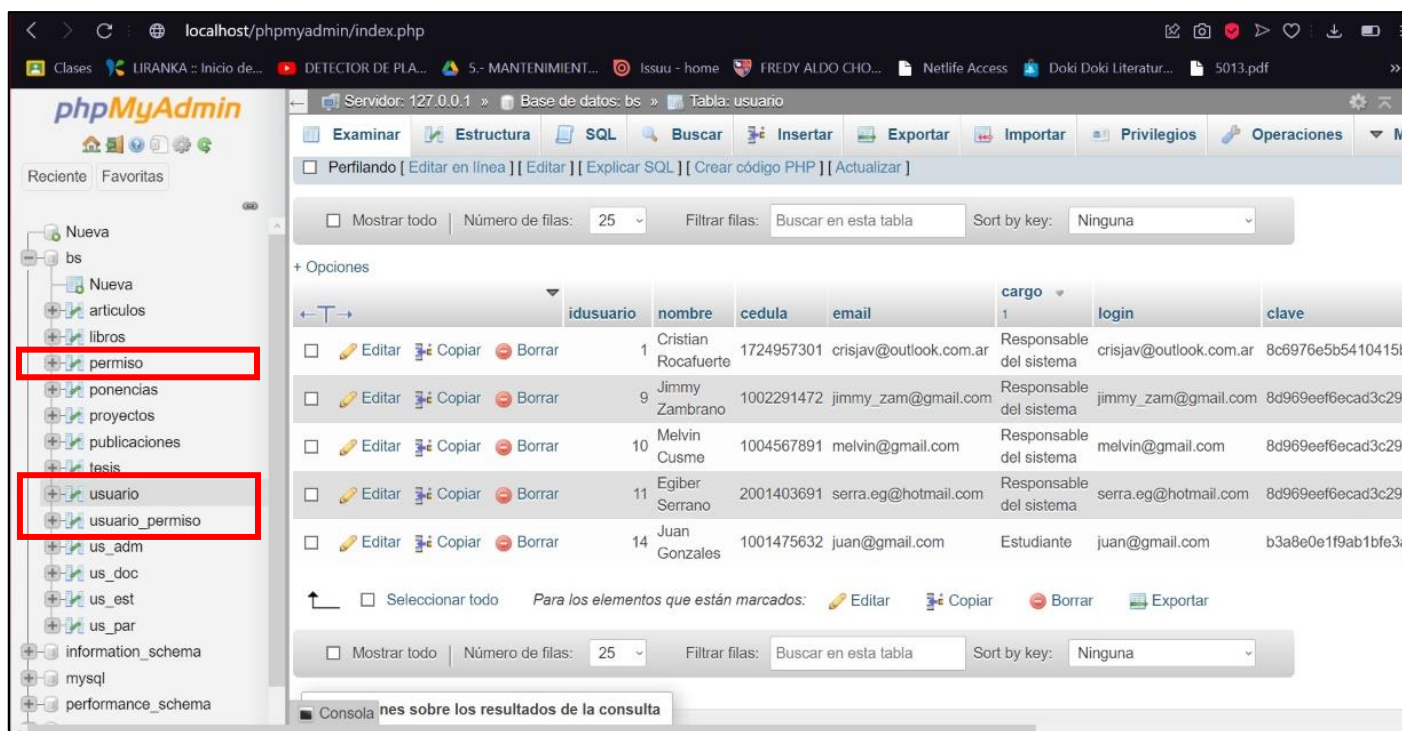 localhost/phpmyadmin/index.php
Clases LIRANKA :: Inicio de... DETECTOR DE PLA... 5.- MANTENIMIENT... Issuu - home FREDY ALDO CHO... Netlife Access Doki Doki Literatur... 5013.pdf »
phpMyAdmin
Reciente Favoritas
Nueva
bs
Nueva
articulos
libros
permiso
ponencias
proyectos
publicaciones
tesis
usuario
usuario_permiso
us_adm
us_doc
us_est
us_par
information_schema
mysql
performance_schema
Servidor: 127.0.0.1 » Base de datos: bs » Tabla: usuario
Examinar Estructura SQL Buscar Insertar Exportar Importar Privilegios Operaciones
Perfilando [ Editar en línea ] [ Editar ] [ Explicar SQL ] [ Crear código PHP ] [ Actualizar ]
Mostrar todo | Número de filas: 25 Filtrar filas: Buscar en esta tabla Sort by key: Ninguna
+ Opciones
←T→ idusuario nombre cedula email cargo 1 login clave
Editar Copiar Borrar 1 Cristian Rocafuerte 1724957301 crisjav@outlook.com.ar Responsable del sistema crisjav@outlook.com.ar 8c6976e5b5410415
Editar Copiar Borrar 9 Jimmy Zambrano 1002291472 jimmy_zam@gmail.com Responsable del sistema jimmy_zam@gmail.com 8d969eef6ecad3c29
Editar Copiar Borrar 10 Melvin Cusme 1004567891 melvin@gmail.com Responsable del sistema melvin@gmail.com 8d969eef6ecad3c29
Editar Copiar Borrar 11 Egiber Serrano 2001403691 serra.eg@hotmail.com Responsable del sistema serra.eg@hotmail.com 8d969eef6ecad3c29
Editar Copiar Borrar 14 Juan Gonzales 1001475632 juan@gmail.com Estudiante juan@gmail.com b3a8e0e1f9ab1bfe3
Seleccionar todo Para los elementos que están marcados: Editar Copiar Borrar Exportar
Mostrar todo | Número de filas: 25 Filtrar filas: Buscar en esta tabla Sort by key: Ninguna
Consola nes sobre los resultados de la consulta